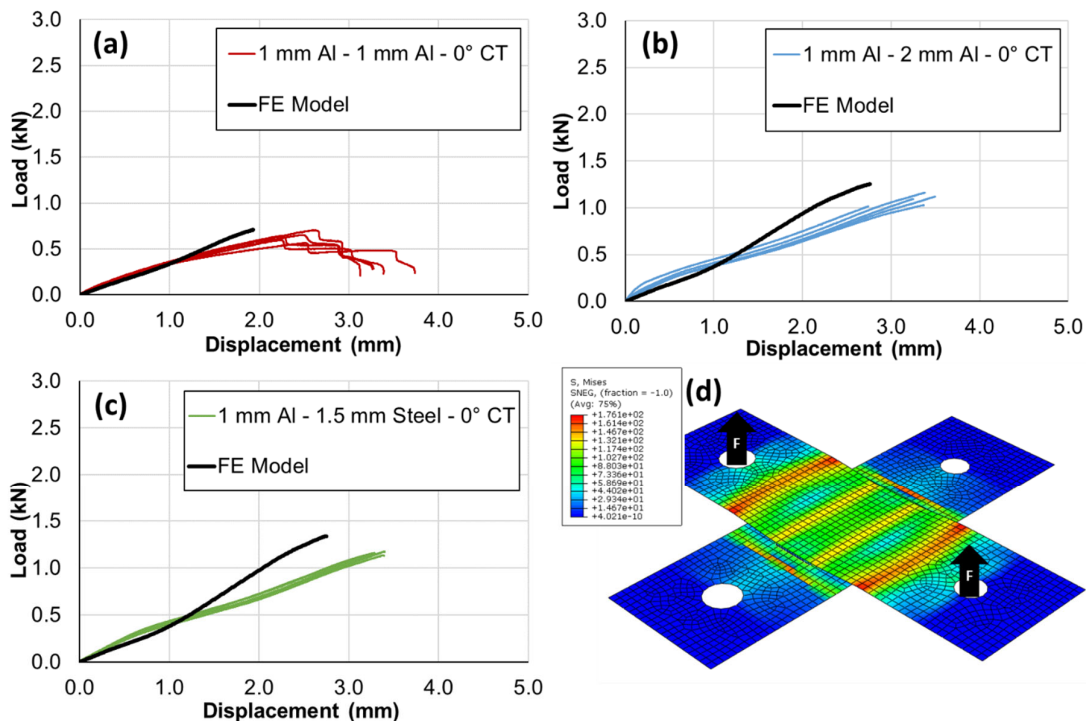 (a)
1 mm Al - 1 mm Al - 0° CT
FE Model
Load (kN)
3.0
2.5
2.0
1.5
1.0
0.5
0.0
0.0 1.0 2.0 3.0 4.0 5.0
Displacement (mm)
(b)
1 mm Al - 2 mm Al - 0° CT
FE Model
Load (kN)
3.0
2.5
2.0
1.5
1.0
0.5
0.0
0.0 1.0 2.0 3.0 4.0 5.0
Displacement (mm)
(c)
1 mm Al - 1.5 mm Steel - 0° CT
FE Model
Load (kN)
3.0
2.5
2.0
1.5
1.0
0.5
0.0
0.0 1.0 2.0 3.0 4.0 5.0
Displacement (mm)
(d)
S, Mises
SNEG, (fraction = -1.0)
(Avg: 75%)
+1.761e+02
+1.614e+02
+1.467e+02
+1.321e+02
+1.174e+02
+1.027e+02
+8.803e+01
+7.336e+01
+5.869e+01
+4.402e+01
+2.934e+01
+1.467e+01
+4.021e-10
F
F